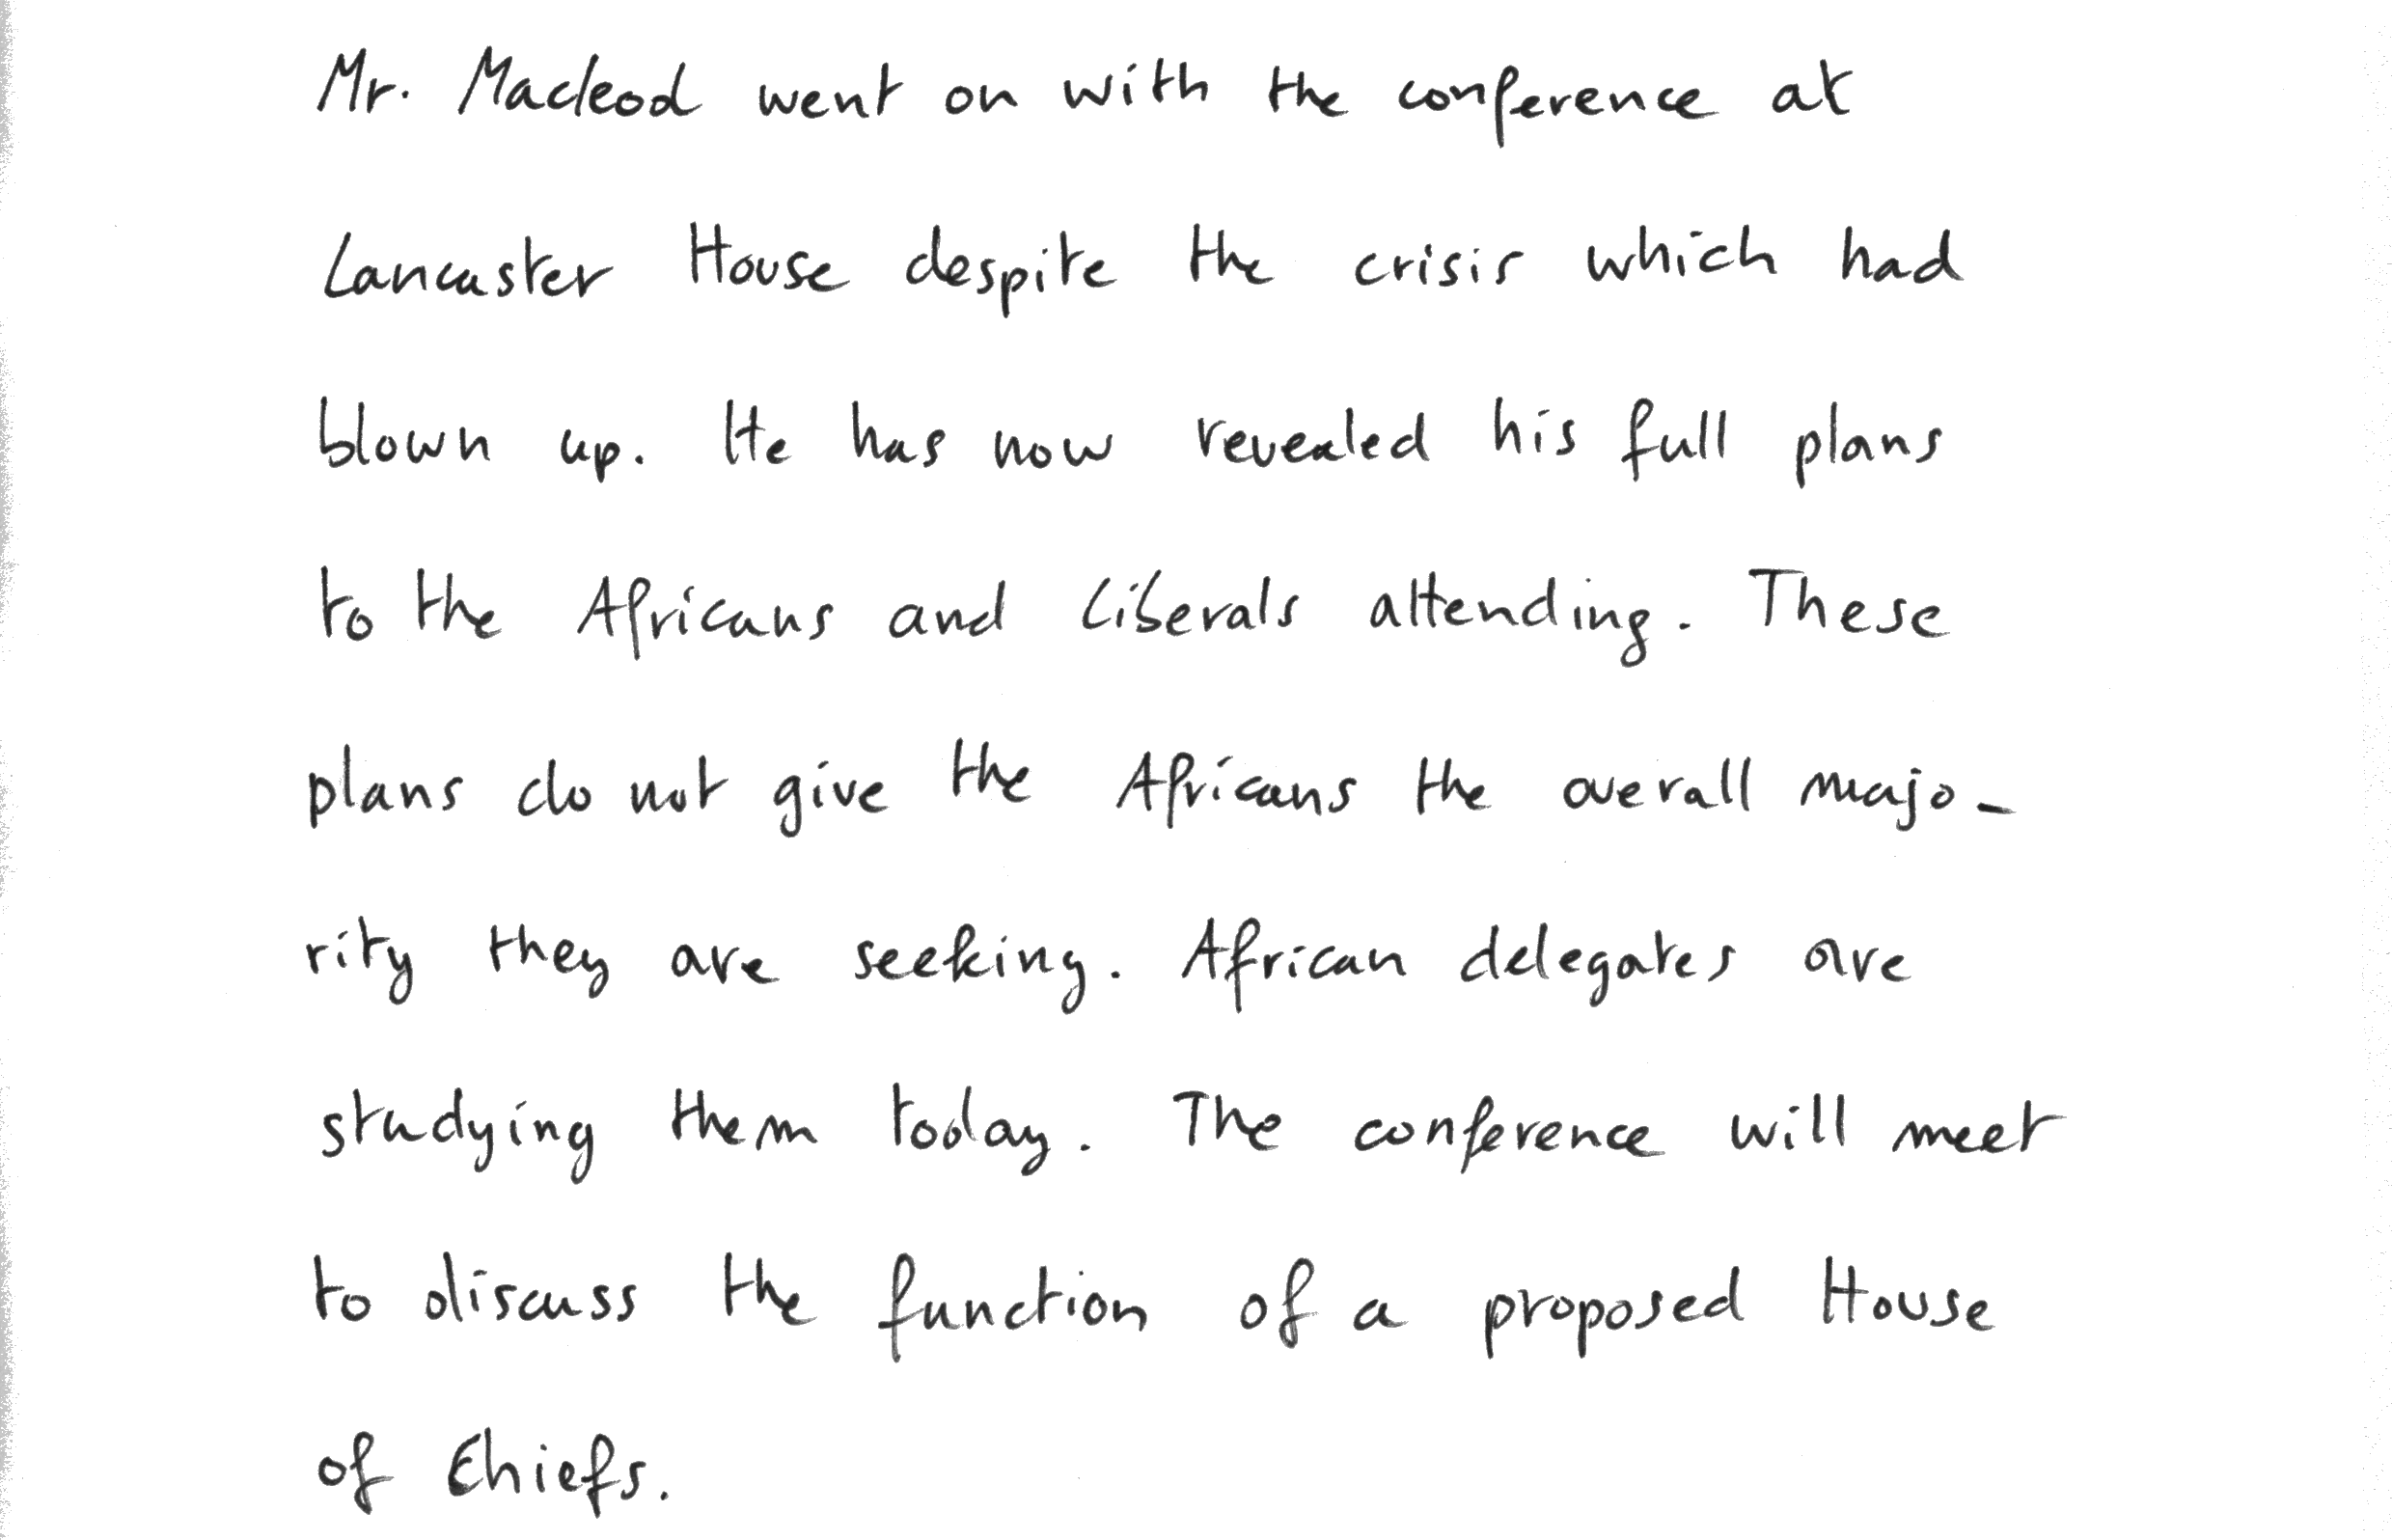 Mr. Macleod went on with the conference at
Lancaster House despite the crisis which had
blown up. He has now revealed his full plans
to the Africans and Liberals attending. These
plans do not give the Africans the overall majo-
rity they are seeking. African delegates are
studying them today. The conference will meet
to discuss the function of a proposed House
of Chiefs.